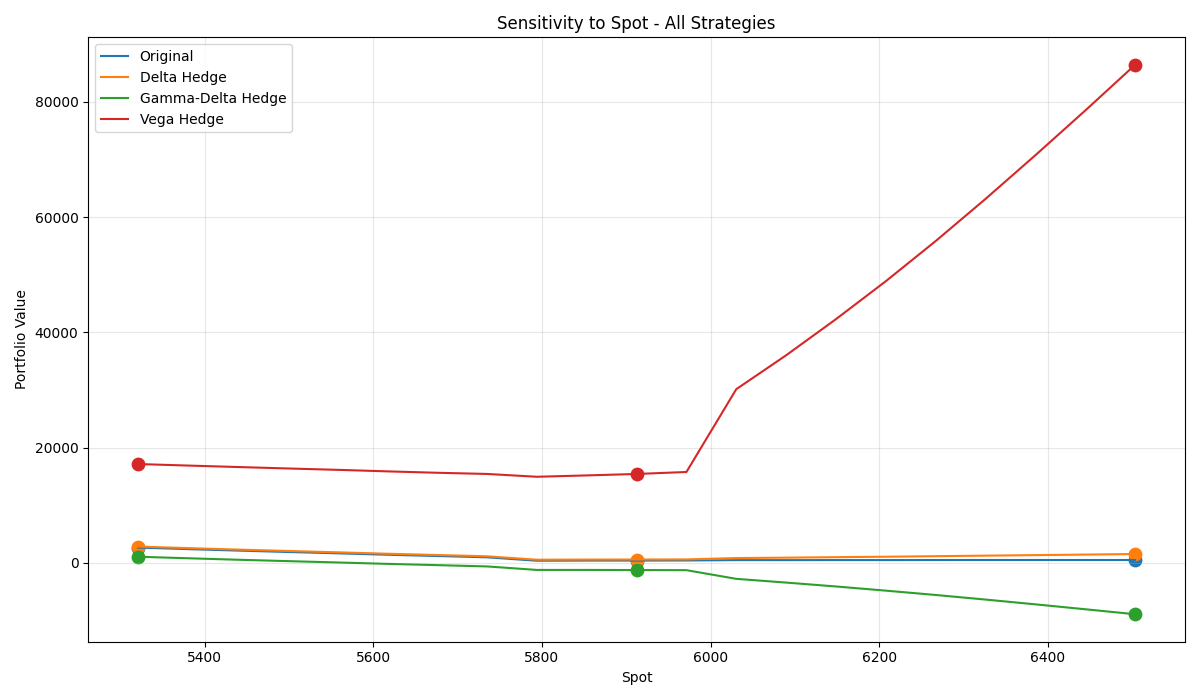 Sensitivity to Spot - All Strategies
Original
Delta Hedge
Gamma-Delta Hedge
Vega Hedge
Portfolio Value
80000
60000
40000
20000
0
5400 5600 5800 6000 6200 6400
Spot